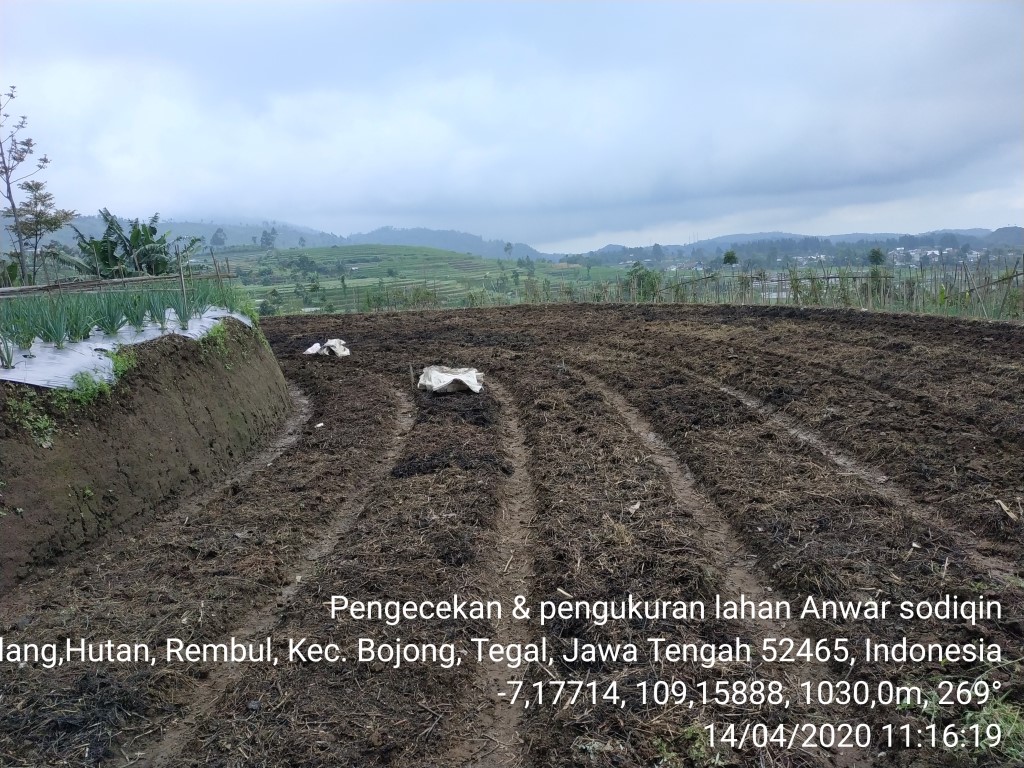 Pengecekan & pengukuran lahan Anwar sodiqin
lang,Hutan, Rembul, Kec. Bojong, Tegal, Jawa Tengah 52465, Indonesia
-7,17714, 109,15888, 1030,0m, 269°
14/04/2020 11:16:19